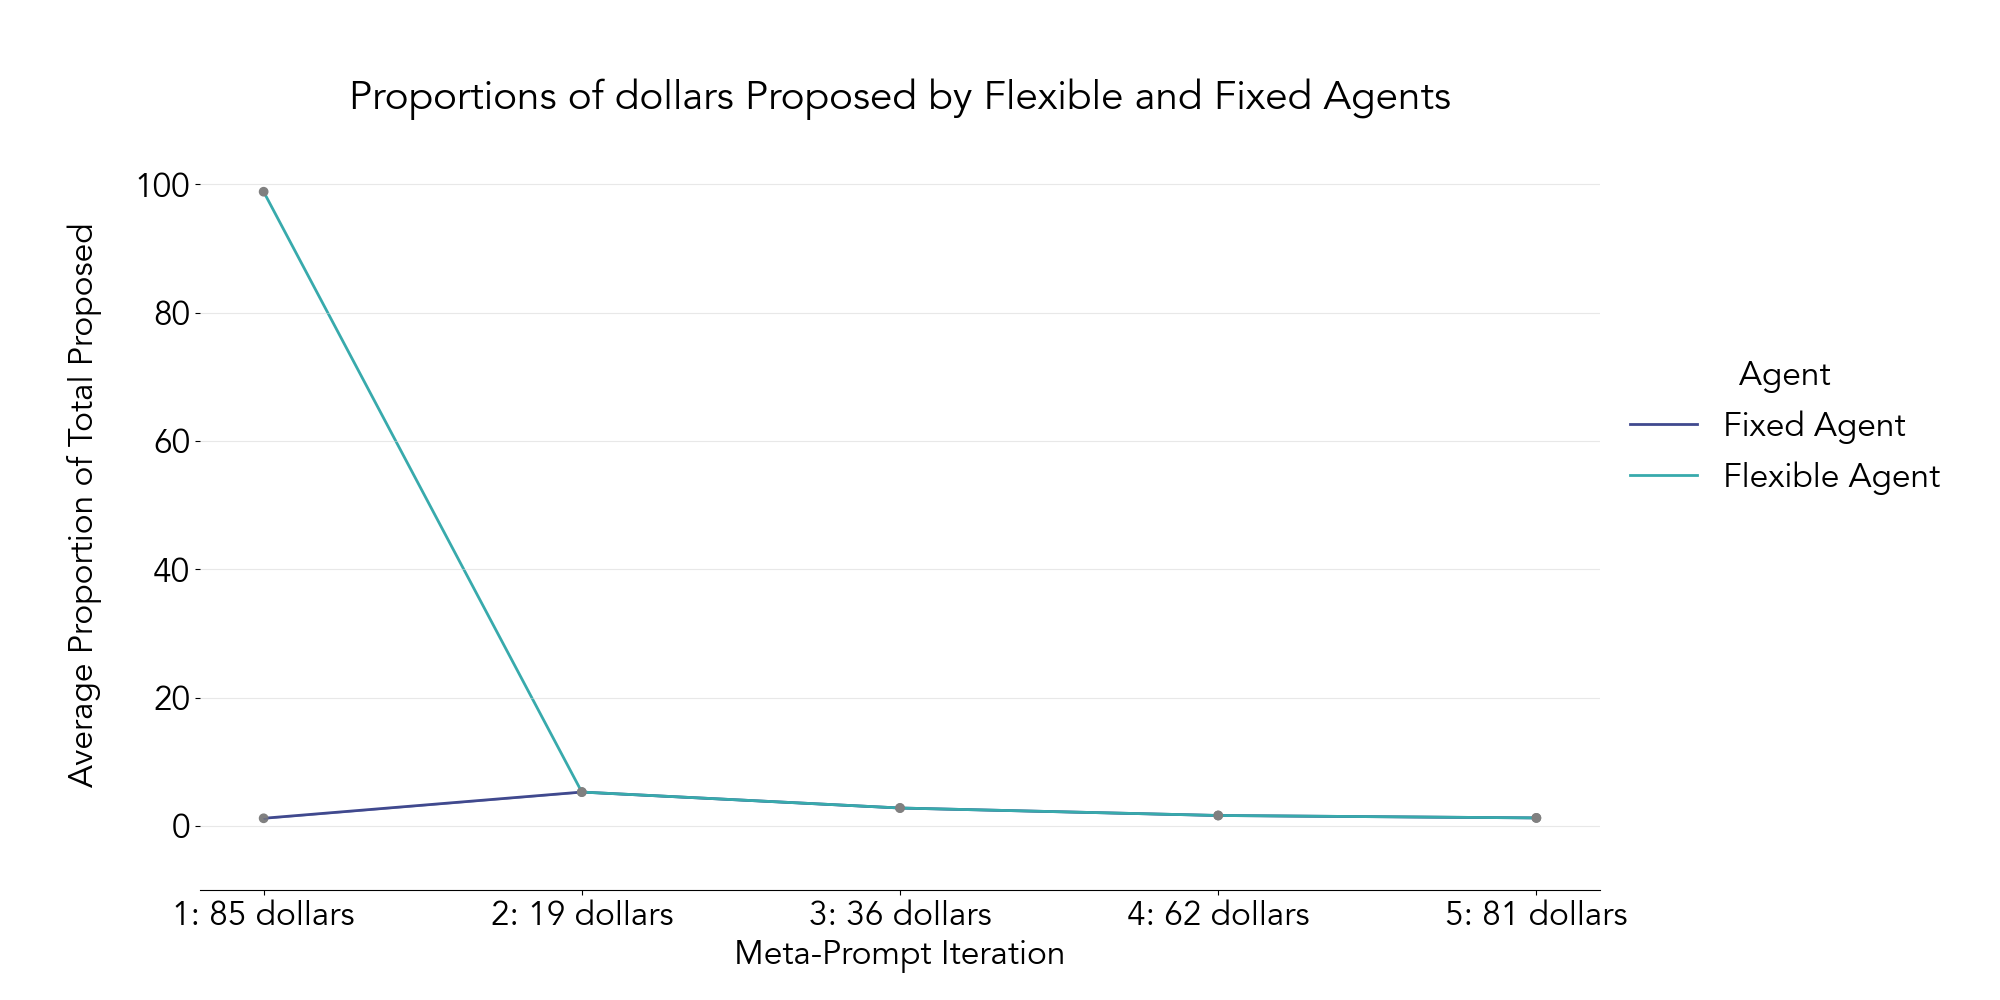 Proportions of dollars Proposed by Flexible and Fixed Agents
Average Proportion of Total Proposed
100
80
60
40
20
0
1: 85 dollars
2: 19 dollars
3: 36 dollars
4: 62 dollars
5: 81 dollars
Meta-Prompt Iteration
Agent
Fixed Agent
Flexible Agent